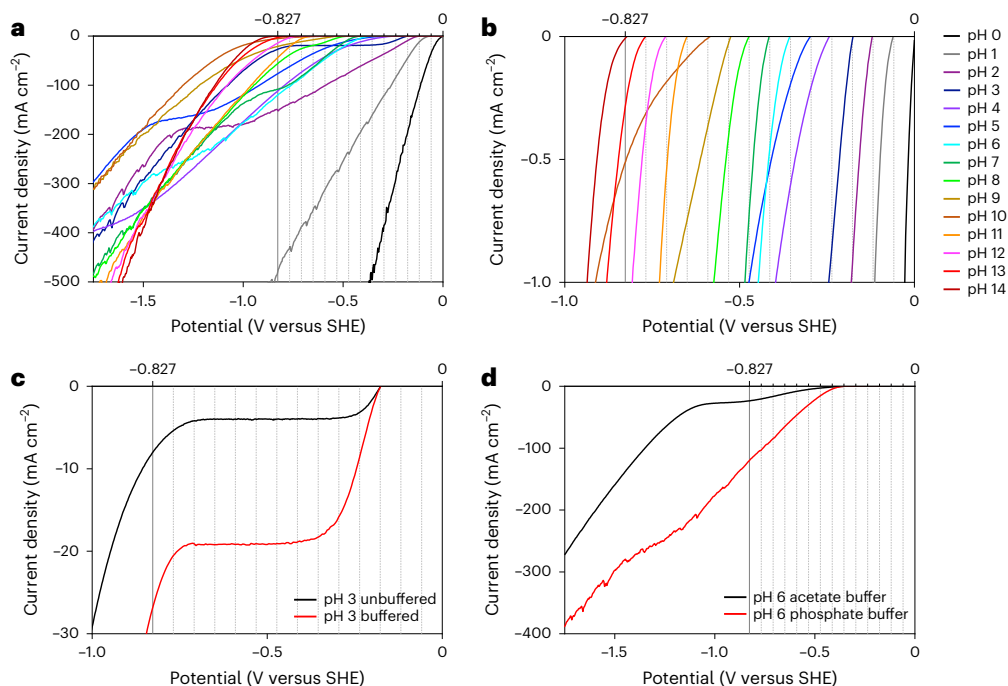 a
−0.827 0
0
−100
−200
−300
−400
−500
Current density (mA cm−2)
−1.5 −1.0 −0.5 0
Potential (V versus SHE)
b
−0.827 0
0
−0.5
−1.0
Current density (mA cm−2)
−1.0 −0.5 0
Potential (V versus SHE)
pH 0
pH 1
pH 2
pH 3
pH 4
pH 5
pH 6
pH 7
pH 8
pH 9
pH 10
pH 11
pH 12
pH 13
pH 14
c
−0.827 0
0
−10
−20
−30
Current density (mA cm−2)
pH 3 unbuffered
pH 3 buffered
−1.0 −0.5 0
Potential (V versus SHE)
d
−0.827 0
0
−100
−200
−300
−400
Current density (mA cm−2)
pH 6 acetate buffer
pH 6 phosphate buffer
−1.5 −1.0 −0.5 0
Potential (V versus SHE)